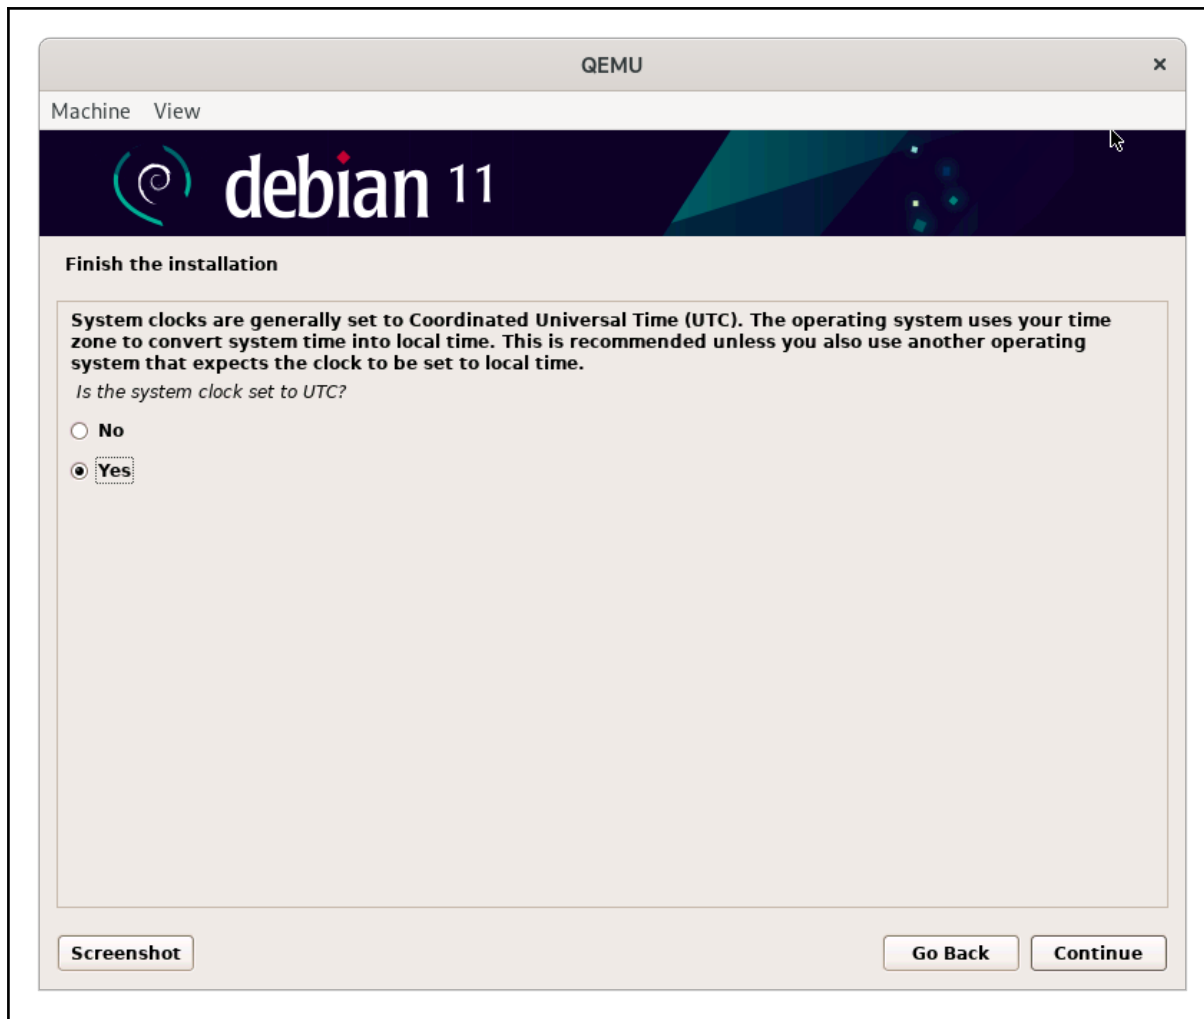 QEMU
Machine View
debian 11
Finish the installation
System clocks are generally set to Coordinated Universal Time (UTC). The operating system uses your time
zone to convert system time into local time. This is recommended unless you also use another operating
system that expects the clock to be set to local time.
Is the system clock set to UTC?
No
Yes
Screenshot Go Back Continue